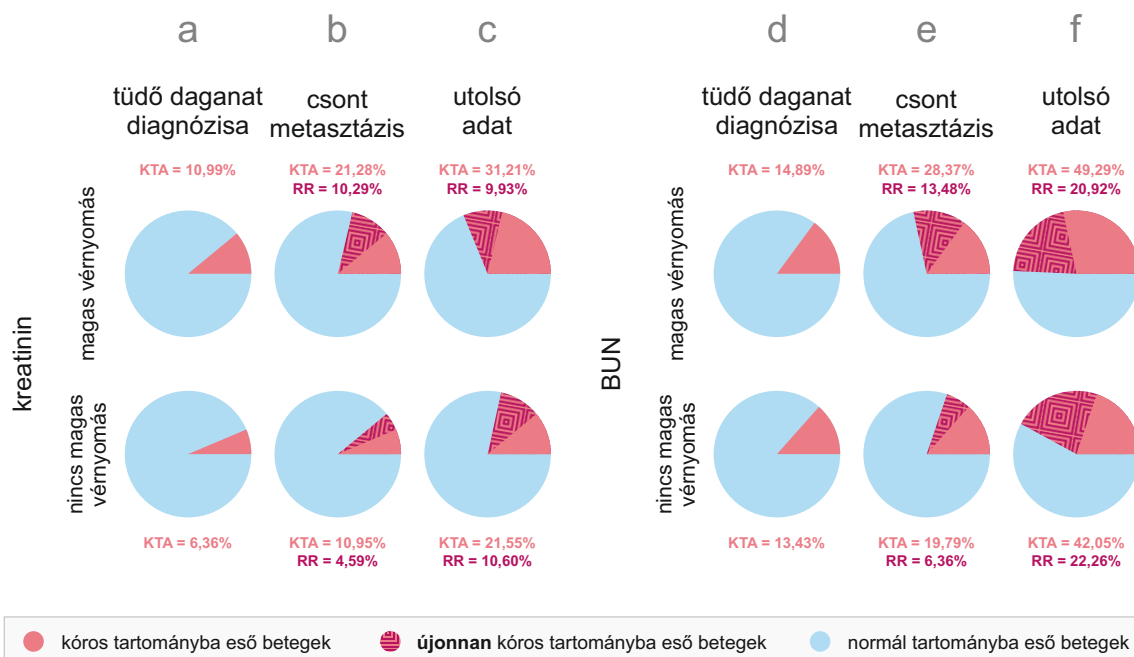 a b c d e f
tüdő daganat
diagnózisa
csont
metasztázis
utolsó
adat
tüdő daganat
diagnózisa
csont
metasztázis
utolsó
adat
kreatinin
magas vérnyomás
KTA = 10,99%
KTA = 21,28%
RR = 10,29%
KTA = 31,21%
RR = 9,93%
nincs magas
vérnyomás
KTA = 6,36%
KTA = 10,95%
RR = 4,59%
KTA = 21,55%
RR = 10,60%
BUN
magas vérnyomás
KTA = 14,89%
KTA = 28,37%
RR = 13,48%
KTA = 49,29%
RR = 20,92%
nincs magas
vérnyomás
KTA = 13,43%
KTA = 19,79%
RR = 6,36%
KTA = 42,05%
RR = 22,26%
kóros tartományba eső betegek
újonnan kóros tartományba eső betegek
normál tartományba eső betegek